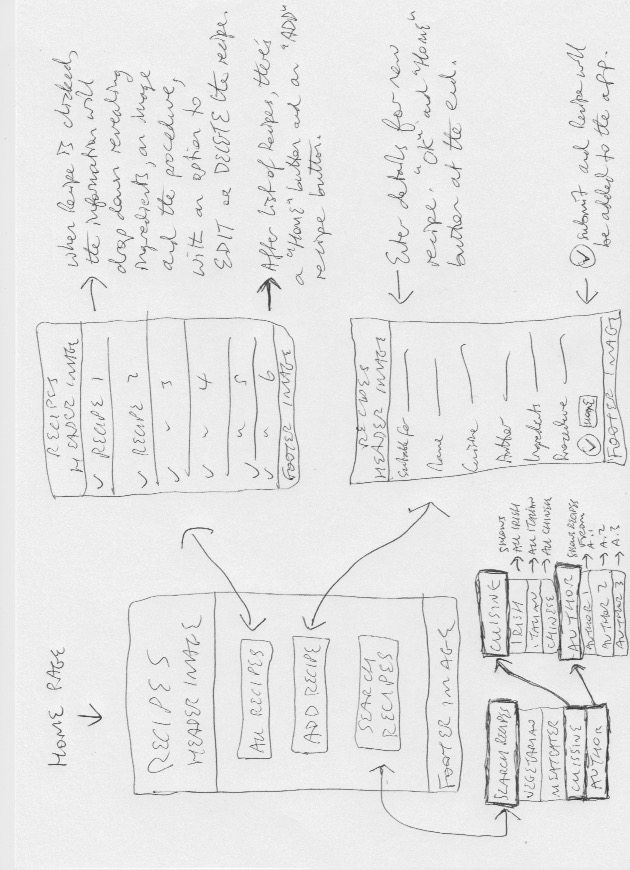 HOME PAGE
RECIPES
HEADER IMAGE
ALL RECIPES
ADD RECIPE
SEARCH
RECIPES
FOOTER IMAGE
RECIPES
HEADER IMAGE
RECIPE 1
RECIPE 2
" 3
" 4
" 5
" 6
FOOTER IMAGE
When Recipe is clicked,
the information will
drop down revealing
ingredients, an image
and the procedure,
with an option to
EDIT or DELETE the recipe.
After list of Recipes, there's
a "HOME" button and an "ADD"
recipe button.
RECIPES
HEADER IMAGE
Suitable for
Name
Cuisine
Author
Ingredients
Procedure
HOME
FOOTER IMAGE
Enter details for new
recipe. "OK" and "HOME"
button at the end.
Submit and Recipe will
be added to the app.
SEARCH RECIPES
VEGETARIAN
MEATEATER
CUISSINE
AUTHOR
CUISINE
IRISH
ITALIAN
CHINESE
SHOWS
ALL IRISH
ALL ITALIAN
ALL CHINESE
AUTHOR
AUTHOR 1
AUTHOR 2
AUTHOR 3
SHOWS RECIPES
FROM
A.1
A.2
A.3